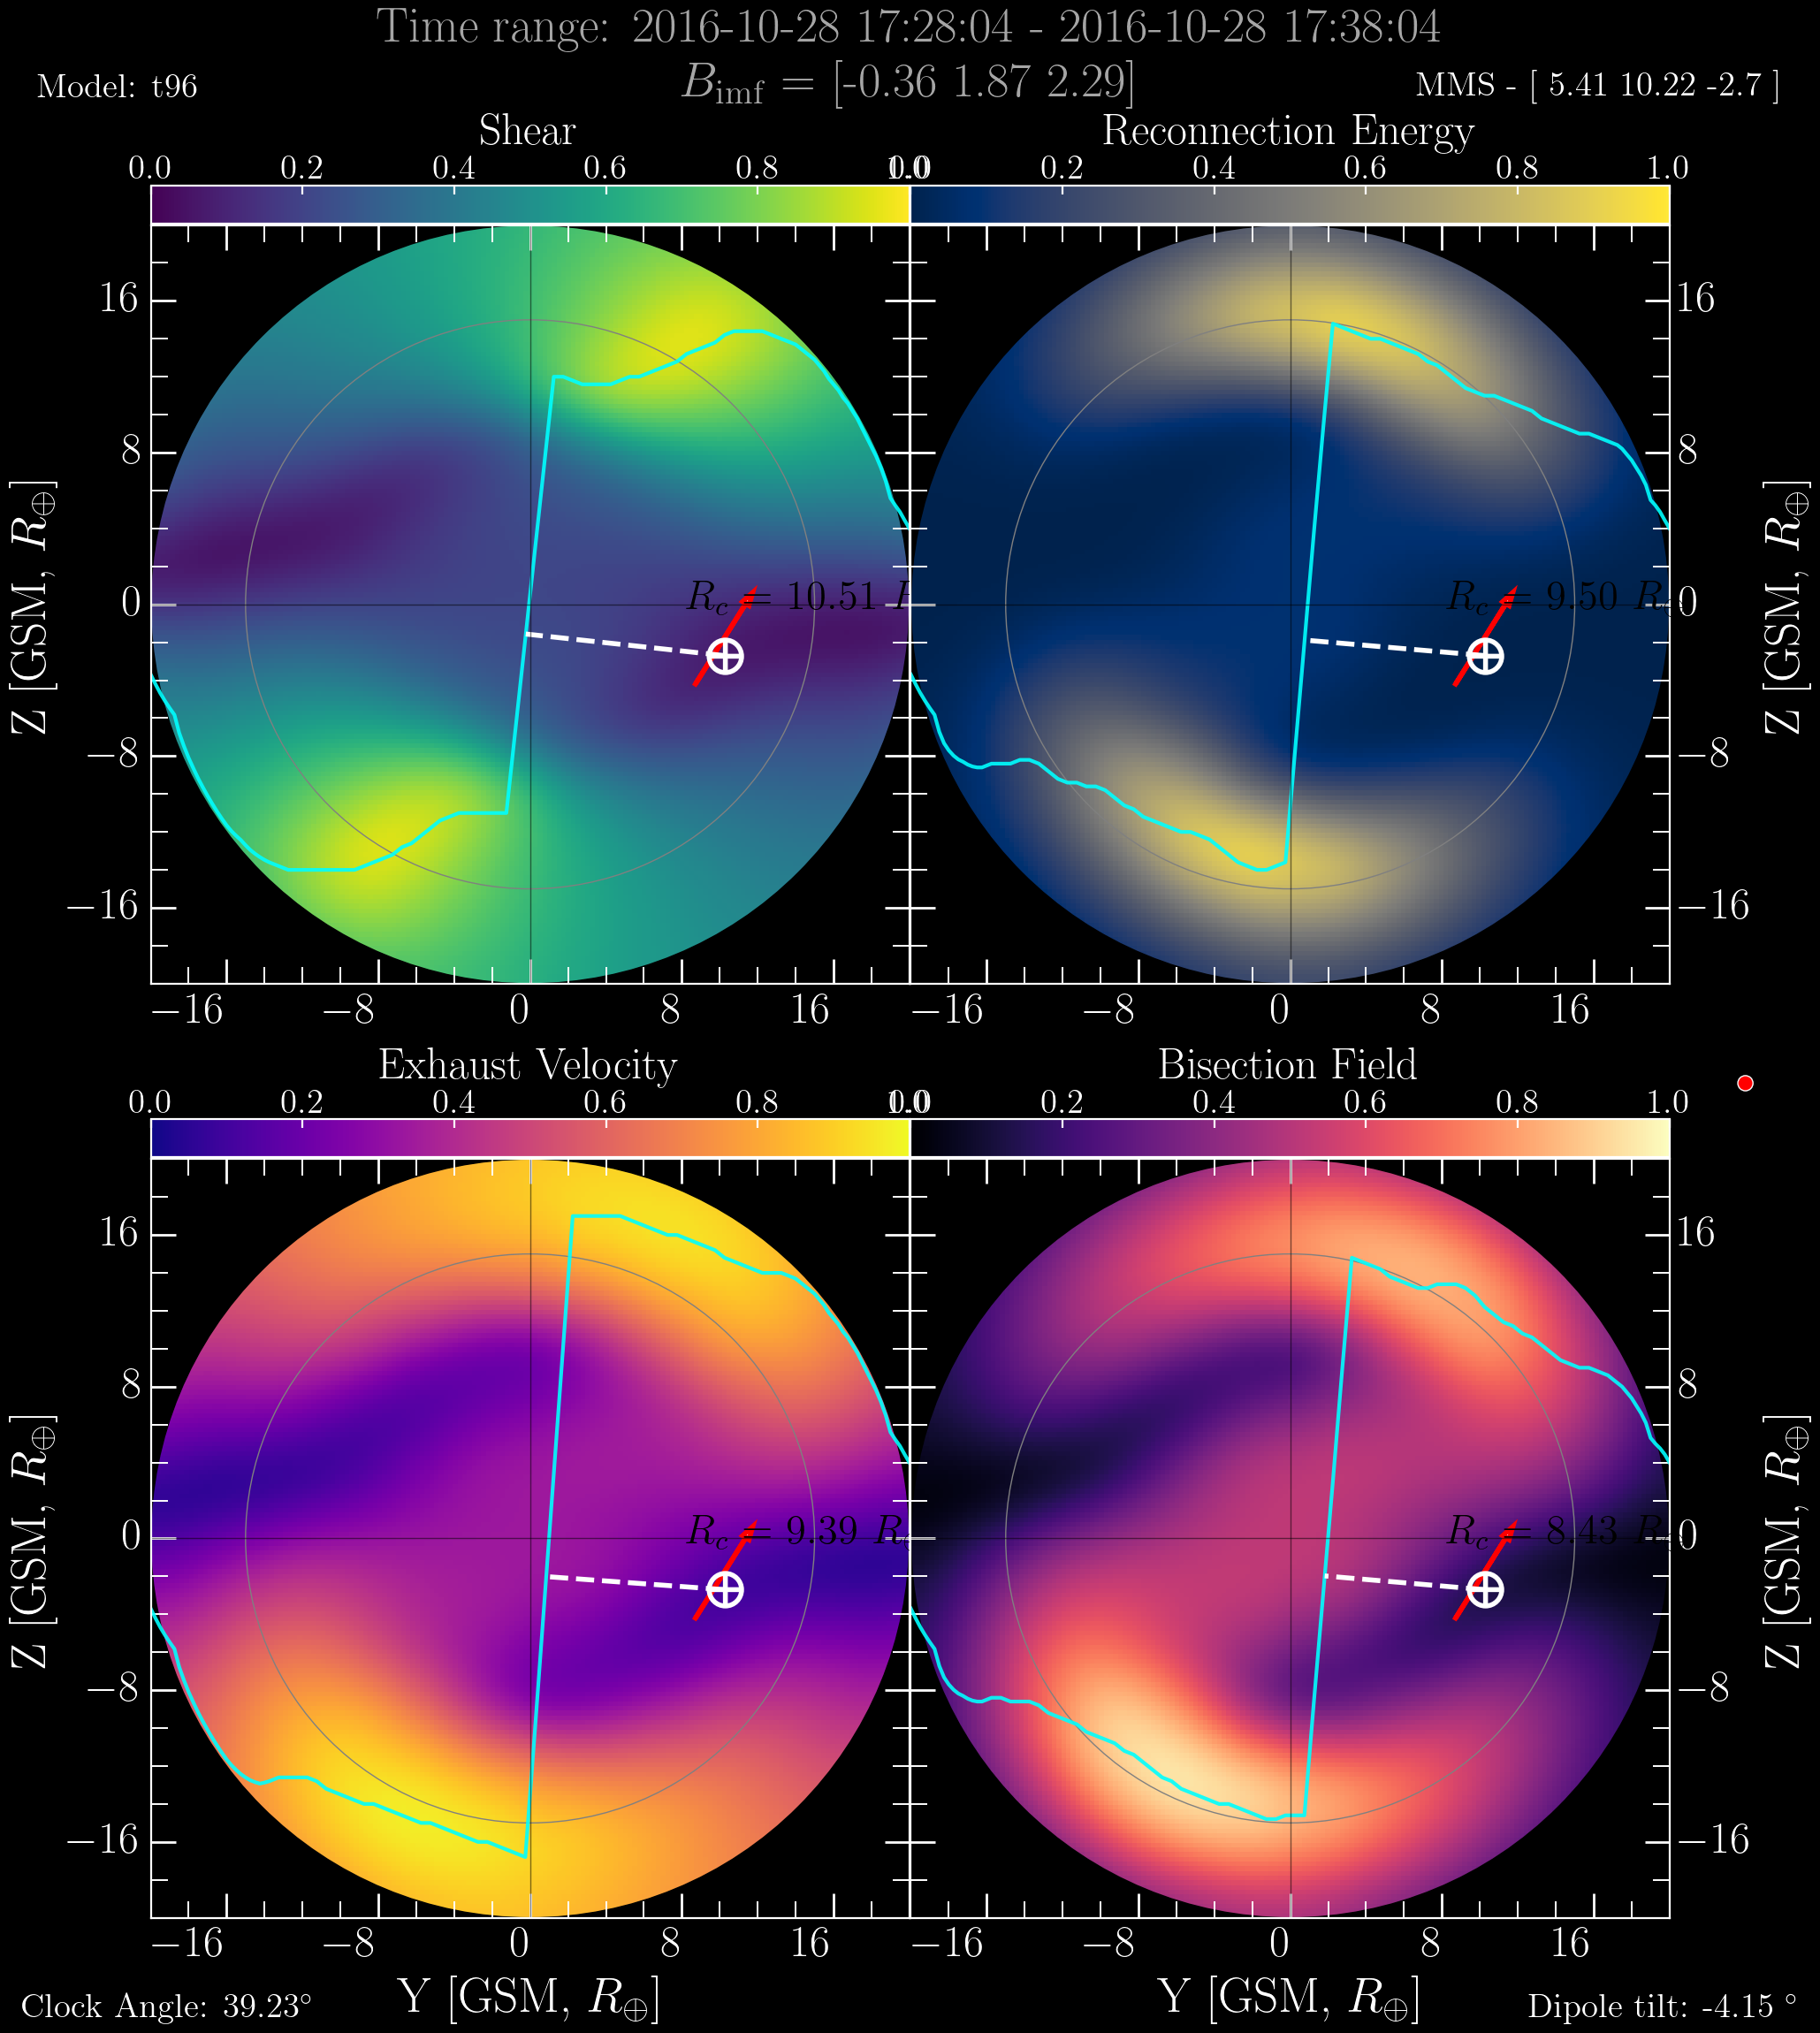 Time range: 2016-10-28 17:28:04 - 2016-10-28 17:38:04
Model: t96
B_imf = [-0.36 1.87 2.29]
MMS - [ 5.41 10.22 -2.7 ]
Shear
Reconnection Energy
0.0 0.2 0.4 0.6 0.8 1.0
0.2 0.4 0.6 0.8 1.0
16
8
0
−8
−16
Z [GSM, R⊕]
R_c = 10.51
R_c = 9.50 R
16
8
0
−8
−16
Z [GSM, R⊕]
−16 −8 0 8 16
−16 −8 0 8 16
Exhaust Velocity
Bisection Field
0.0 0.2 0.4 0.6 0.8 1.0
0.2 0.4 0.6 0.8 1.0
16
8
0
−8
−16
Z [GSM, R⊕]
R_c = 9.39 R
R_c = 8.43 R
16
8
0
−8
−16
Z [GSM, R⊕]
−16 −8 0 8 16
−16 −8 0 8 16
Y [GSM, R⊕]
Y [GSM, R⊕]
Clock Angle: 39.23°
Dipole tilt: -4.15 °